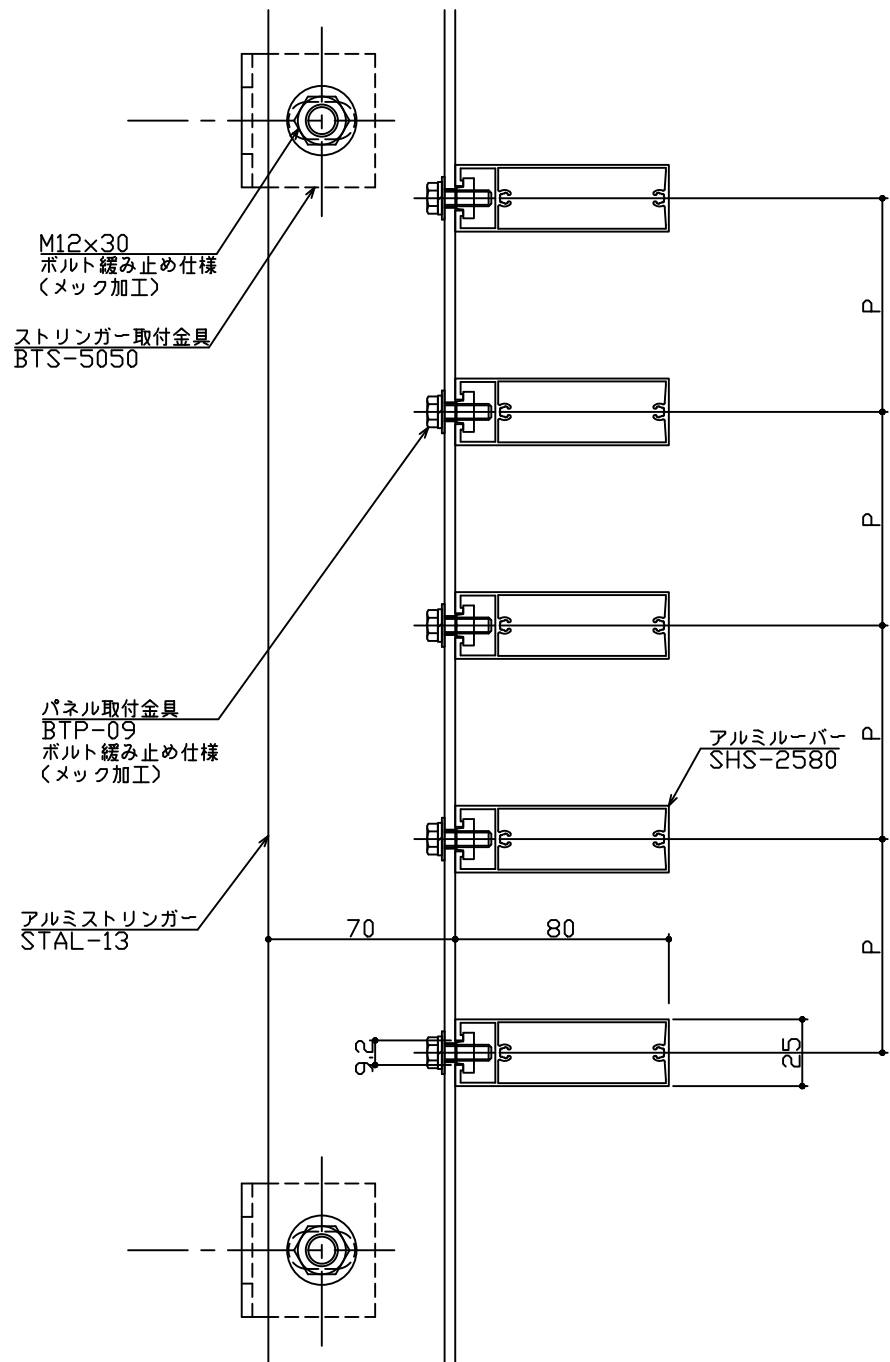 M12×30
ボルト緩み止め仕様
(メック加工)
ストリンガー取付金具
BTS-5050
P
P
パネル取付金具
BTP-09
ボルト緩み止め仕様
(メック加工)
アルミルーバー
SHS-2580
P
アルミストリンガー
STAL-13
70
80
P
9.2
25